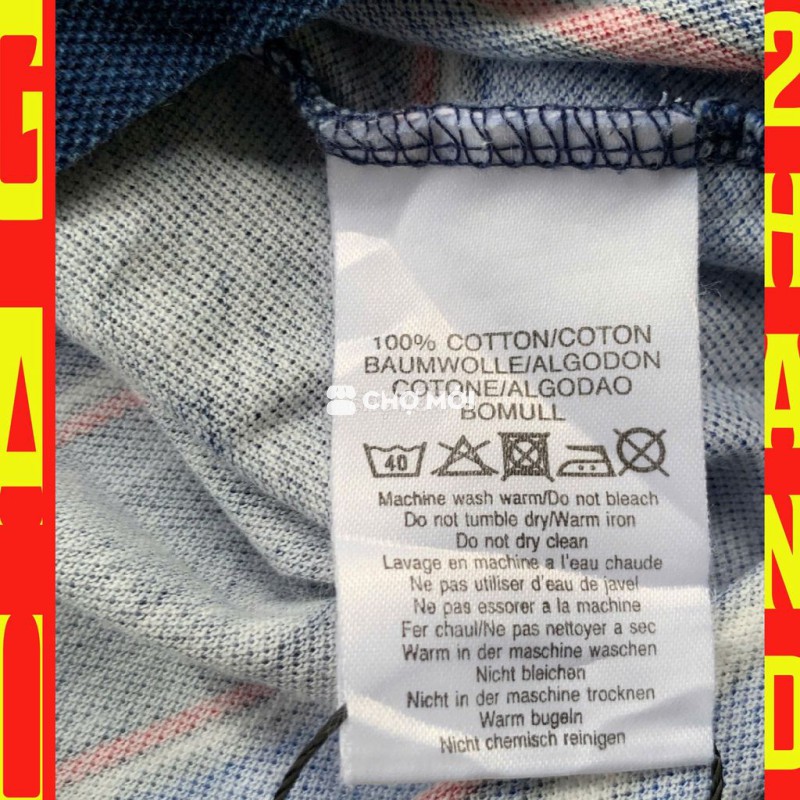 GẠI
2HAND
100% COTTON/COTON
BAUMWOLLE/ALGODON
COTONE/ALGODAO
BOMULL
CHỢ MỚI
40
Machine wash warm/Do not bleach
Do not tumble dry/Warm iron
Do not dry clean
Lavage en machine a l'eau chaude
Ne pas utiliser d'eau de javel
Ne pas essorer a la machine
Fer chaul/Ne pas nettoyer a sec
Warm in der maschine waschen
Nicht bleichen
Nicht in der maschine trocknen
Warm bugeln
Nicht chemisch reinigen